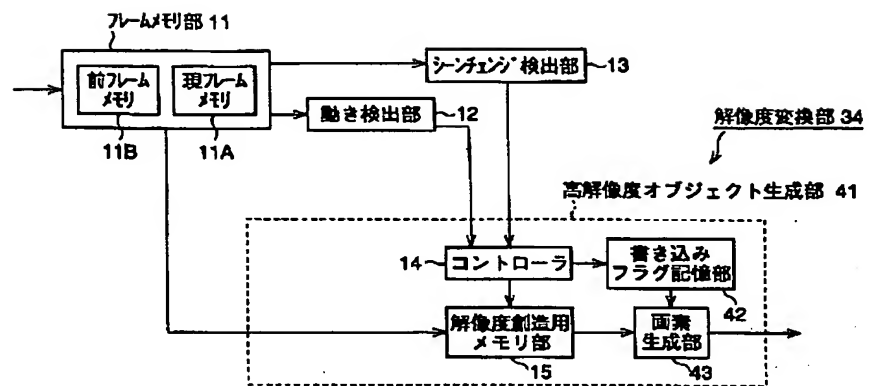 フレームメモリ部 11
前フレーム
メモリ
現フレーム
メモリ
11B
11A
シーンチェンジ検出部
13
動き検出部
12
解像度変換部 34
高解像度オブジェクト生成部 41
14
コントローラ
書き込み
フラグ記憶部
42
解像度創造用
メモリ部
15
画素
生成部
43